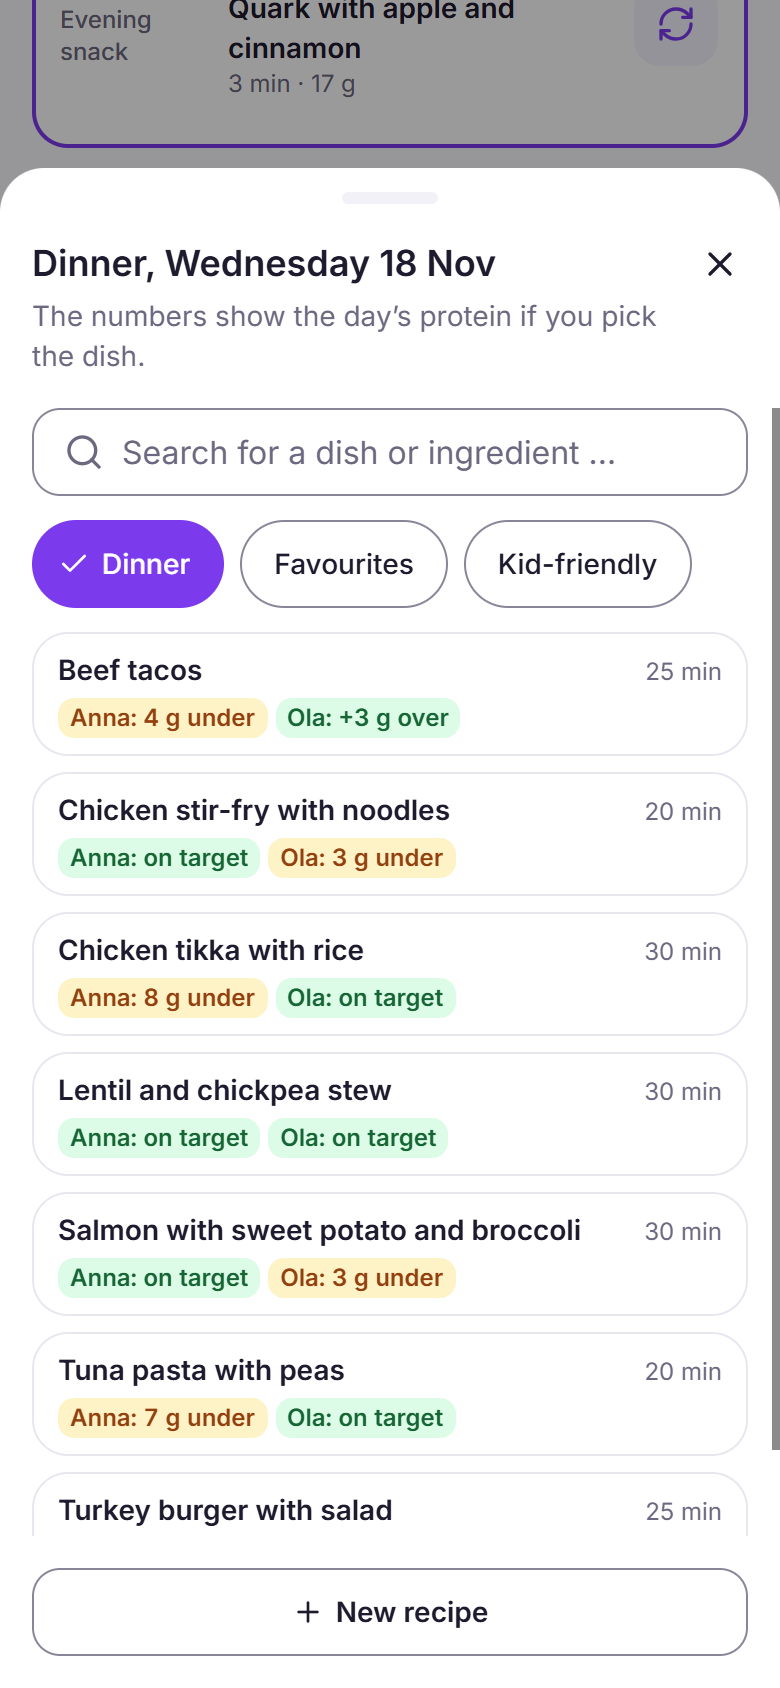 Evening
snack
Quark with apple and
cinnamon
3 min · 17 g
Dinner, Wednesday 18 Nov
The numbers show the day’s protein if you pick
the dish.
Search for a dish or ingredient ...
Dinner
Favourites
Kid-friendly
Beef tacos
25 min
Anna: 4 g under
Ola: +3 g over
Chicken stir-fry with noodles
20 min
Anna: on target
Ola: 3 g under
Chicken tikka with rice
30 min
Anna: 8 g under
Ola: on target
Lentil and chickpea stew
30 min
Anna: on target
Ola: on target
Salmon with sweet potato and broccoli
30 min
Anna: on target
Ola: 3 g under
Tuna pasta with peas
20 min
Anna: 7 g under
Ola: on target
Turkey burger with salad
25 min
+ New recipe